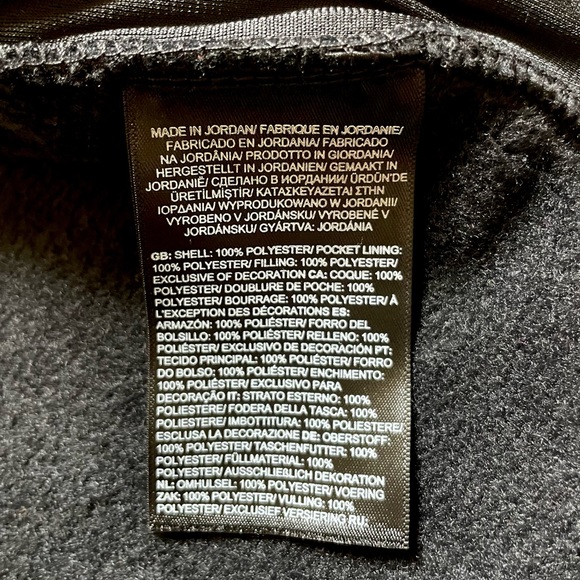 MADE IN JORDAN/ FABRIQUE EN JORDANIE/
FABRICADO EN JORDANIA/ FABRICADO
NA JORDÂNIA/ PRODOTTO IN GIORDANIA/
HERGESTELLT IN JORDANIEN/ GEMAAKT IN
JORDANIË/ СДЕЛАНО В ИОРДАНИИ/ ÜRDÜN'DE
ÜRETİLMİŞTİR/ ΚΑΤΑΣΚΕΥΑΖΕΤΑΙ ΣΤΗΝ
ΙΟΡΔΑΝΙΑ/ WYPRODUKOWANO W JORDANII/
VYROBENO V JORDÁNSKU/ VYROBENÉ V
JORDÁNSKU/ GYÁRTVA: JORDÁNIA
GB: SHELL: 100% POLYESTER/ POCKET LINING:
100% POLYESTER/ FILLING: 100% POLYESTER/
EXCLUSIVE OF DECORATION CA: COQUE: 100%
POLYESTER/ DOUBLURE DE POCHE: 100%
POLYESTER/ BOURRAGE: 100% POLYESTER/ À
L'EXCEPTION DES DÉCORATIONS ES:
ARMAZÓN: 100% POLIÉSTER/ FORRO DEL
BOLSILLO: 100% POLIÉSTER/ RELLENO: 100%
POLIÉSTER/ EXCLUSIVO DE DECORACIÓN PT:
TECIDO PRINCIPAL: 100% POLIÉSTER/ FORRO
DO BOLSO: 100% POLIÉSTER/ ENCHIMENTO:
100% POLIÉSTER/ EXCLUSIVO PARA
DECORAÇÃO IT: STRATO ESTERNO: 100%
POLIESTERE/ FODERA DELLA TASCA: 100%
POLIESTERE/ IMBOTTITURA: 100% POLIESTERE/
ESCLUSA LA DECORAZIONE DE: OBERSTOFF:
100% POLYESTER/ TASCHENFUTTER: 100%
POLYESTER/ FÜLLMATERIAL: 100%
POLYESTER/ AUSSCHLIEẞLICH DEKORATION
NL: OMHULSEL: 100% POLYESTER/ VOERING
ZAK: 100% POLYESTER/ VULLING: 100%
POLYESTER/ EXCLUSIEF VERSIERING RU: